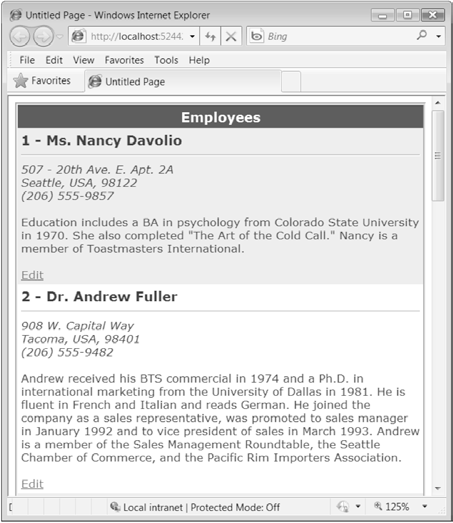 Untitled Page - Windows Internet Explorer
http://localhost:5244.
Bing
File Edit View Favorites Tools Help
Favorites Untitled Page
Employees
1 - Ms. Nancy Davolio
507 - 20th Ave. E. Apt. 2A
Seattle, USA, 98122
(206) 555-9857
Education includes a BA in psychology from Colorado State University
in 1970. She also completed "The Art of the Cold Call." Nancy is a
member of Toastmasters International.
Edit
2 - Dr. Andrew Fuller
908 W. Capital Way
Tacoma, USA, 98401
(206) 555-9482
Andrew received his BTS commercial in 1974 and a Ph.D. in
international marketing from the University of Dallas in 1981. He is
fluent in French and Italian and reads German. He joined the
company as a sales representative, was promoted to sales manager
in January 1992 and to vice president of sales in March 1993. Andrew
is a member of the Sales Management Roundtable, the Seattle
Chamber of Commerce, and the Pacific Rim Importers Association.
Edit
Local intranet | Protected Mode: Off 125%